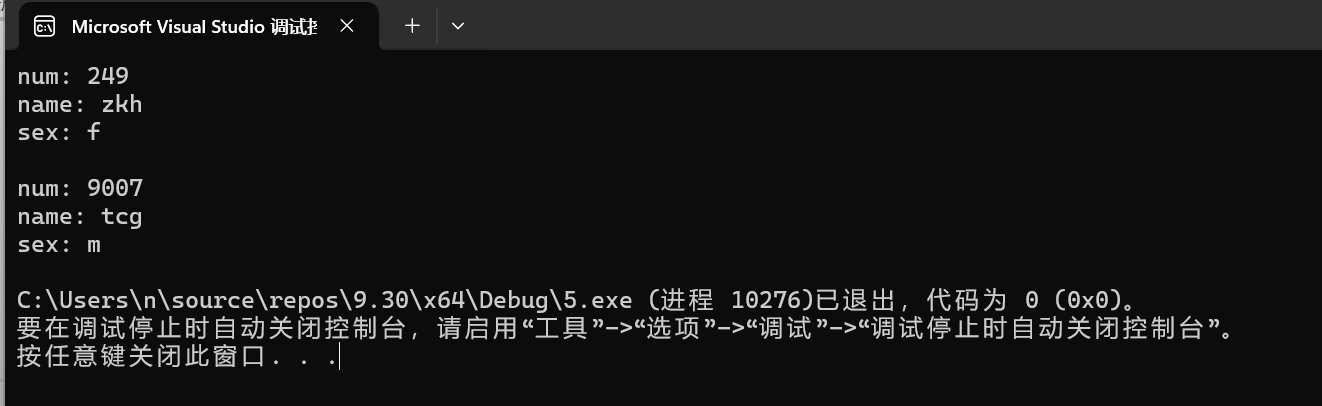 Microsoft Visual Studio 调试
num: 249
name: zkh
sex: f
num: 9007
name: tcg
sex: m
C:\Users\n\source\repos\9.30\x64\Debug\5.exe (进程 10276)已退出，代码为 0 (0x0)。
要在调试停止时自动关闭控制台，请启用“工具”->“选项”->“调试”->“调试停止时自动关闭控制台”。
按任意键关闭此窗口. . .